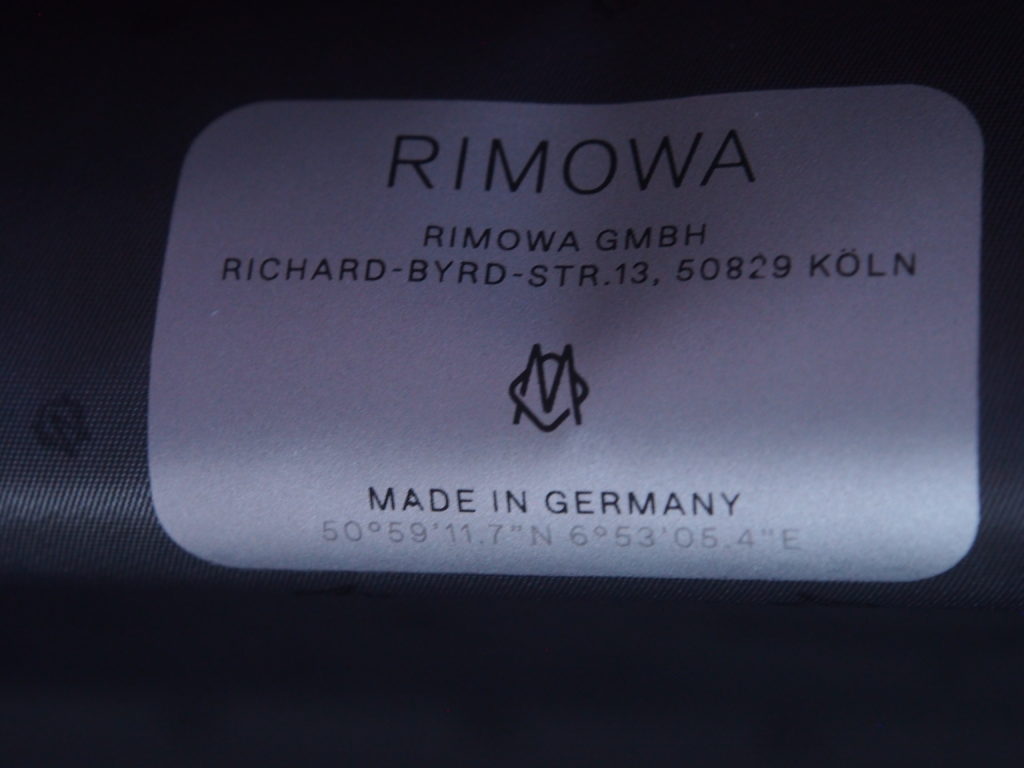 RIMOWA
RIMOWA GMBH
RICHARD-BYRD-STR.13, 50829 KÖLN
MADE IN GERMANY
50°59'11.7"N 6°53'05.4"E